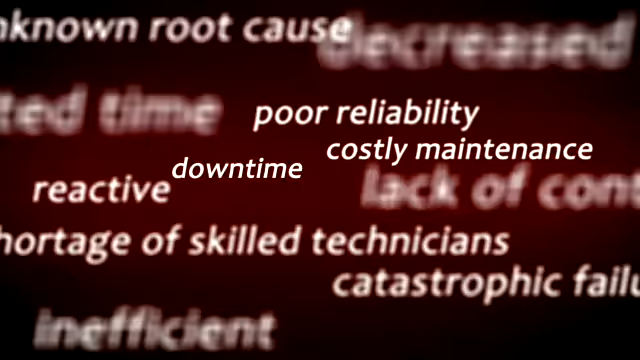 nknown root cause
decreased
ted time
poor reliability
costly maintenance
downtime
reactive
lack of cont
hortage of skilled technicians
catastrophic failu
inefficient